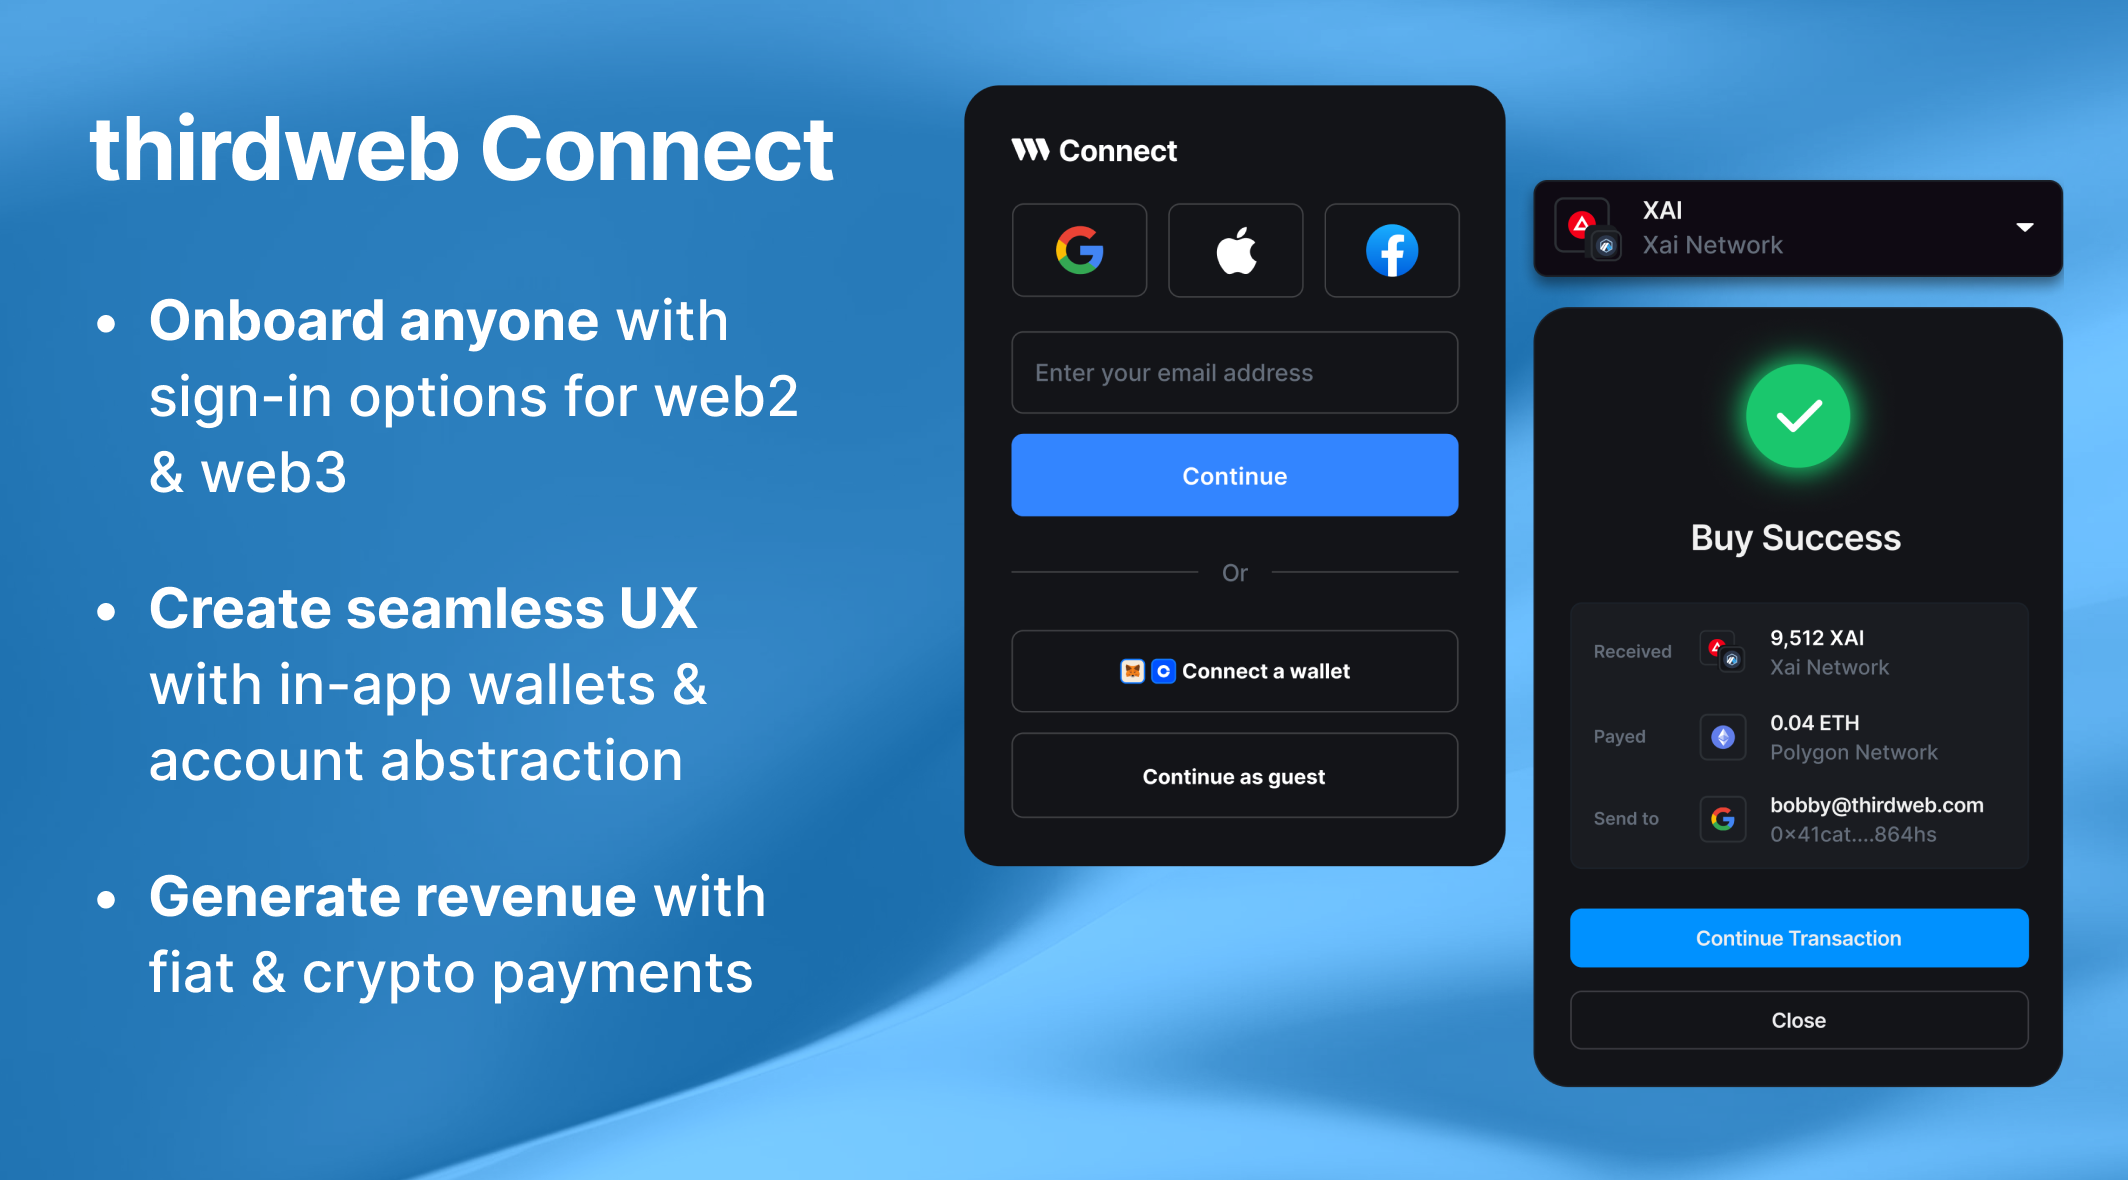 thirdweb Connect
• Onboard anyone with
sign-in options for web2
& web3
• Create seamless UX
with in-app wallets &
account abstraction
• Generate revenue with
fiat & crypto payments
Connect
Enter your email address
Continue
Or
Connect a wallet
Continue as guest
XAI
Xai Network
Buy Success
Received
9,512 XAI
Xai Network
Payed
0.04 ETH
Polygon Network
Send to
bobby@thirdweb.com
0×41cat....864hs
Continue Transaction
Close